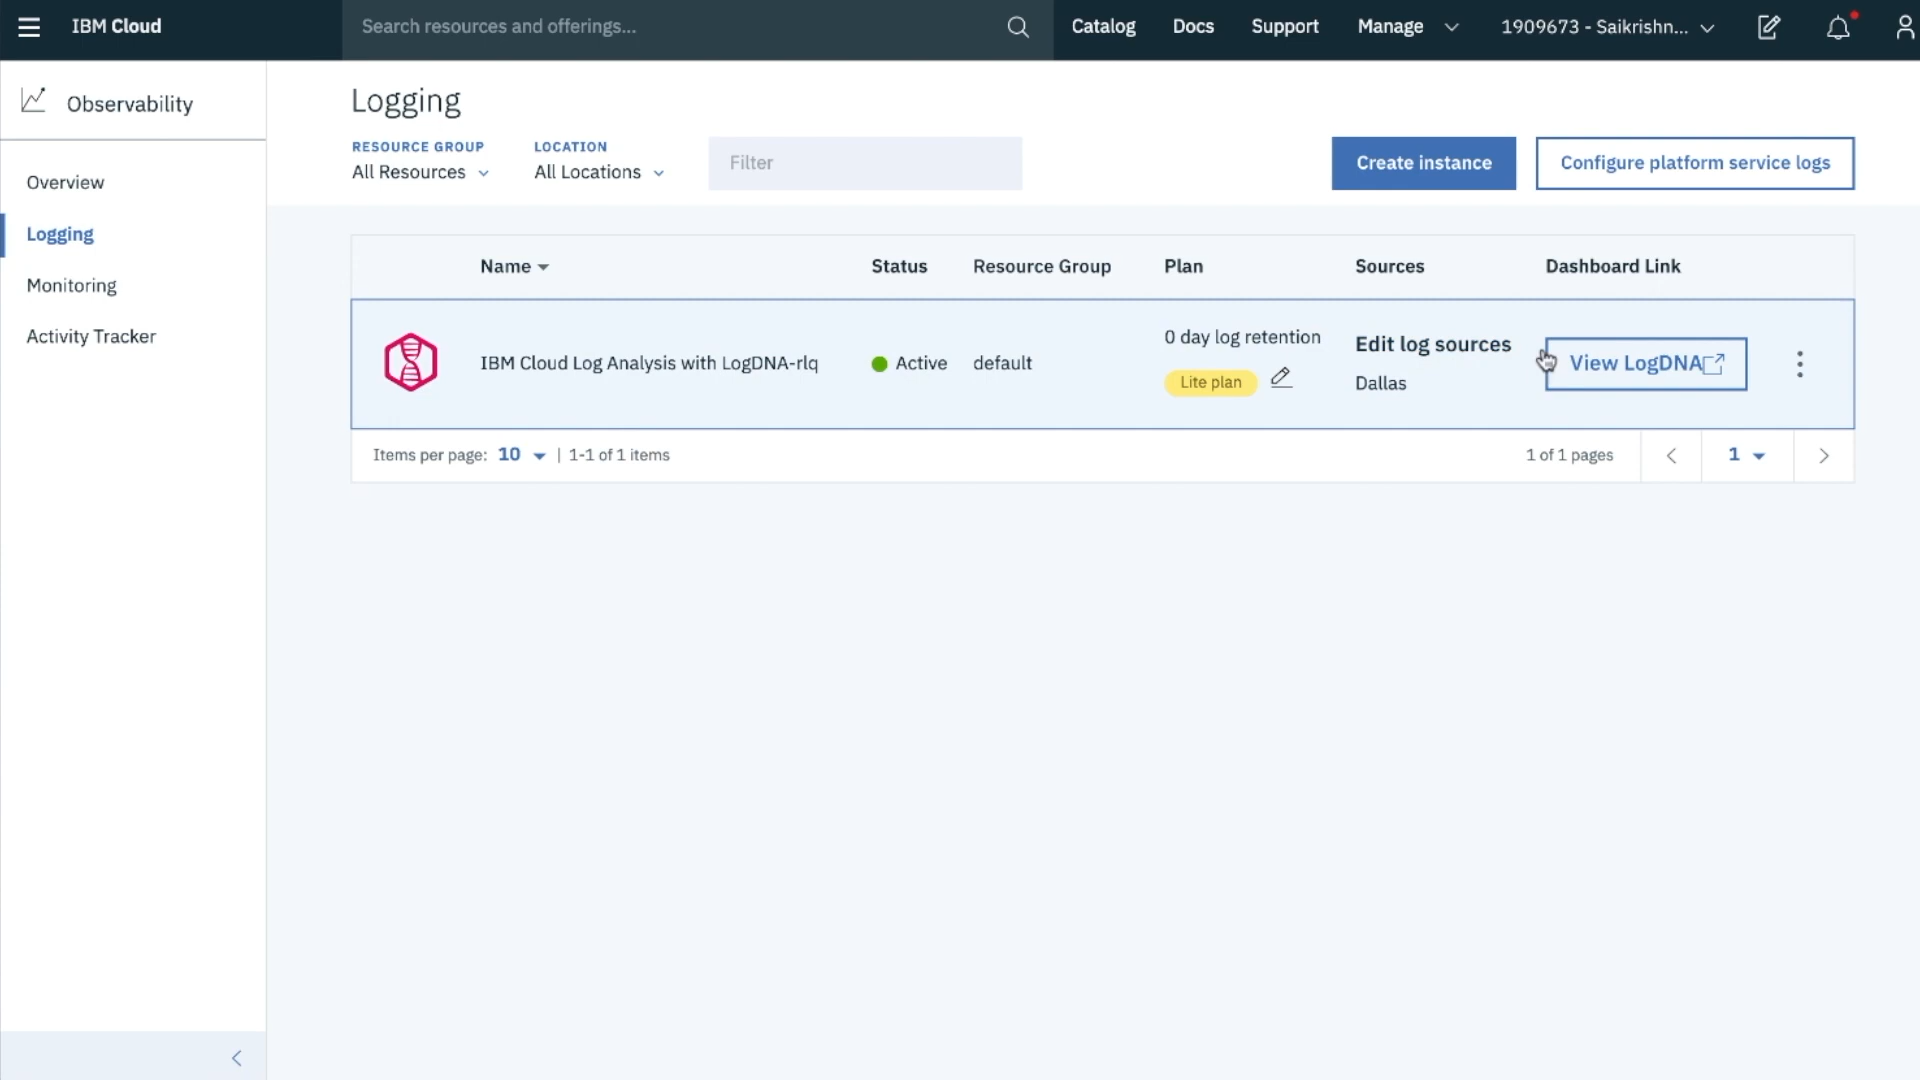 IBM Cloud
Search resources and offerings...
Catalog
Docs
Support
Manage
1909673 - Saikrishn...
Observability
Overview
Logging
Monitoring
Activity Tracker
Logging
RESOURCE GROUP
All Resources
LOCATION
All Locations
Filter
Create instance
Configure platform service logs
Name
Status
Resource Group
Plan
Sources
Dashboard Link
IBM Cloud Log Analysis with LogDNA-rlq
Active
default
0 day log retention
Lite plan
Edit log sources
Dallas
View LogDNA
Items per page: 10 | 1-1 of 1 items
1 of 1 pages
1